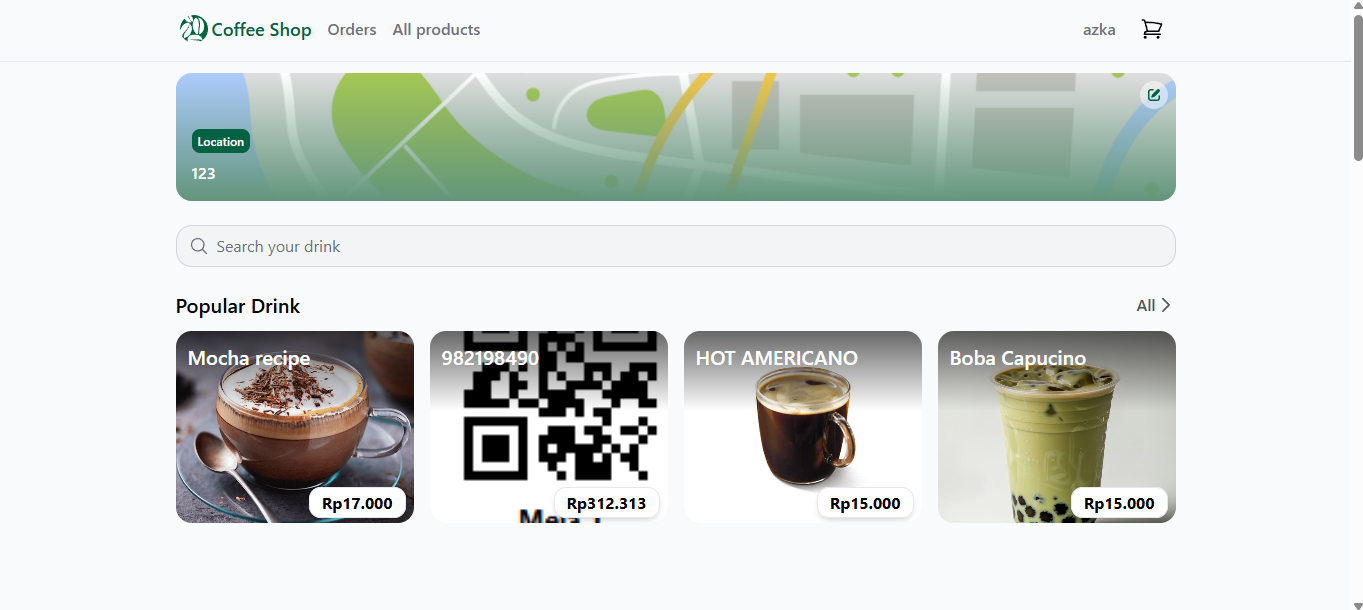 Coffee Shop Orders All products azka
Location
123
Search your drink
Popular Drink All
Mocha recipe 982198490 HOT AMERICANO Boba Capucino
Rp17.000 Rp312.313 Rp15.000 Rp15.000